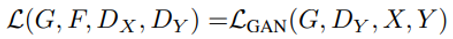 ℒ(G, F, D_X, D_Y) = ℒ_GAN(G, D_Y, X, Y)